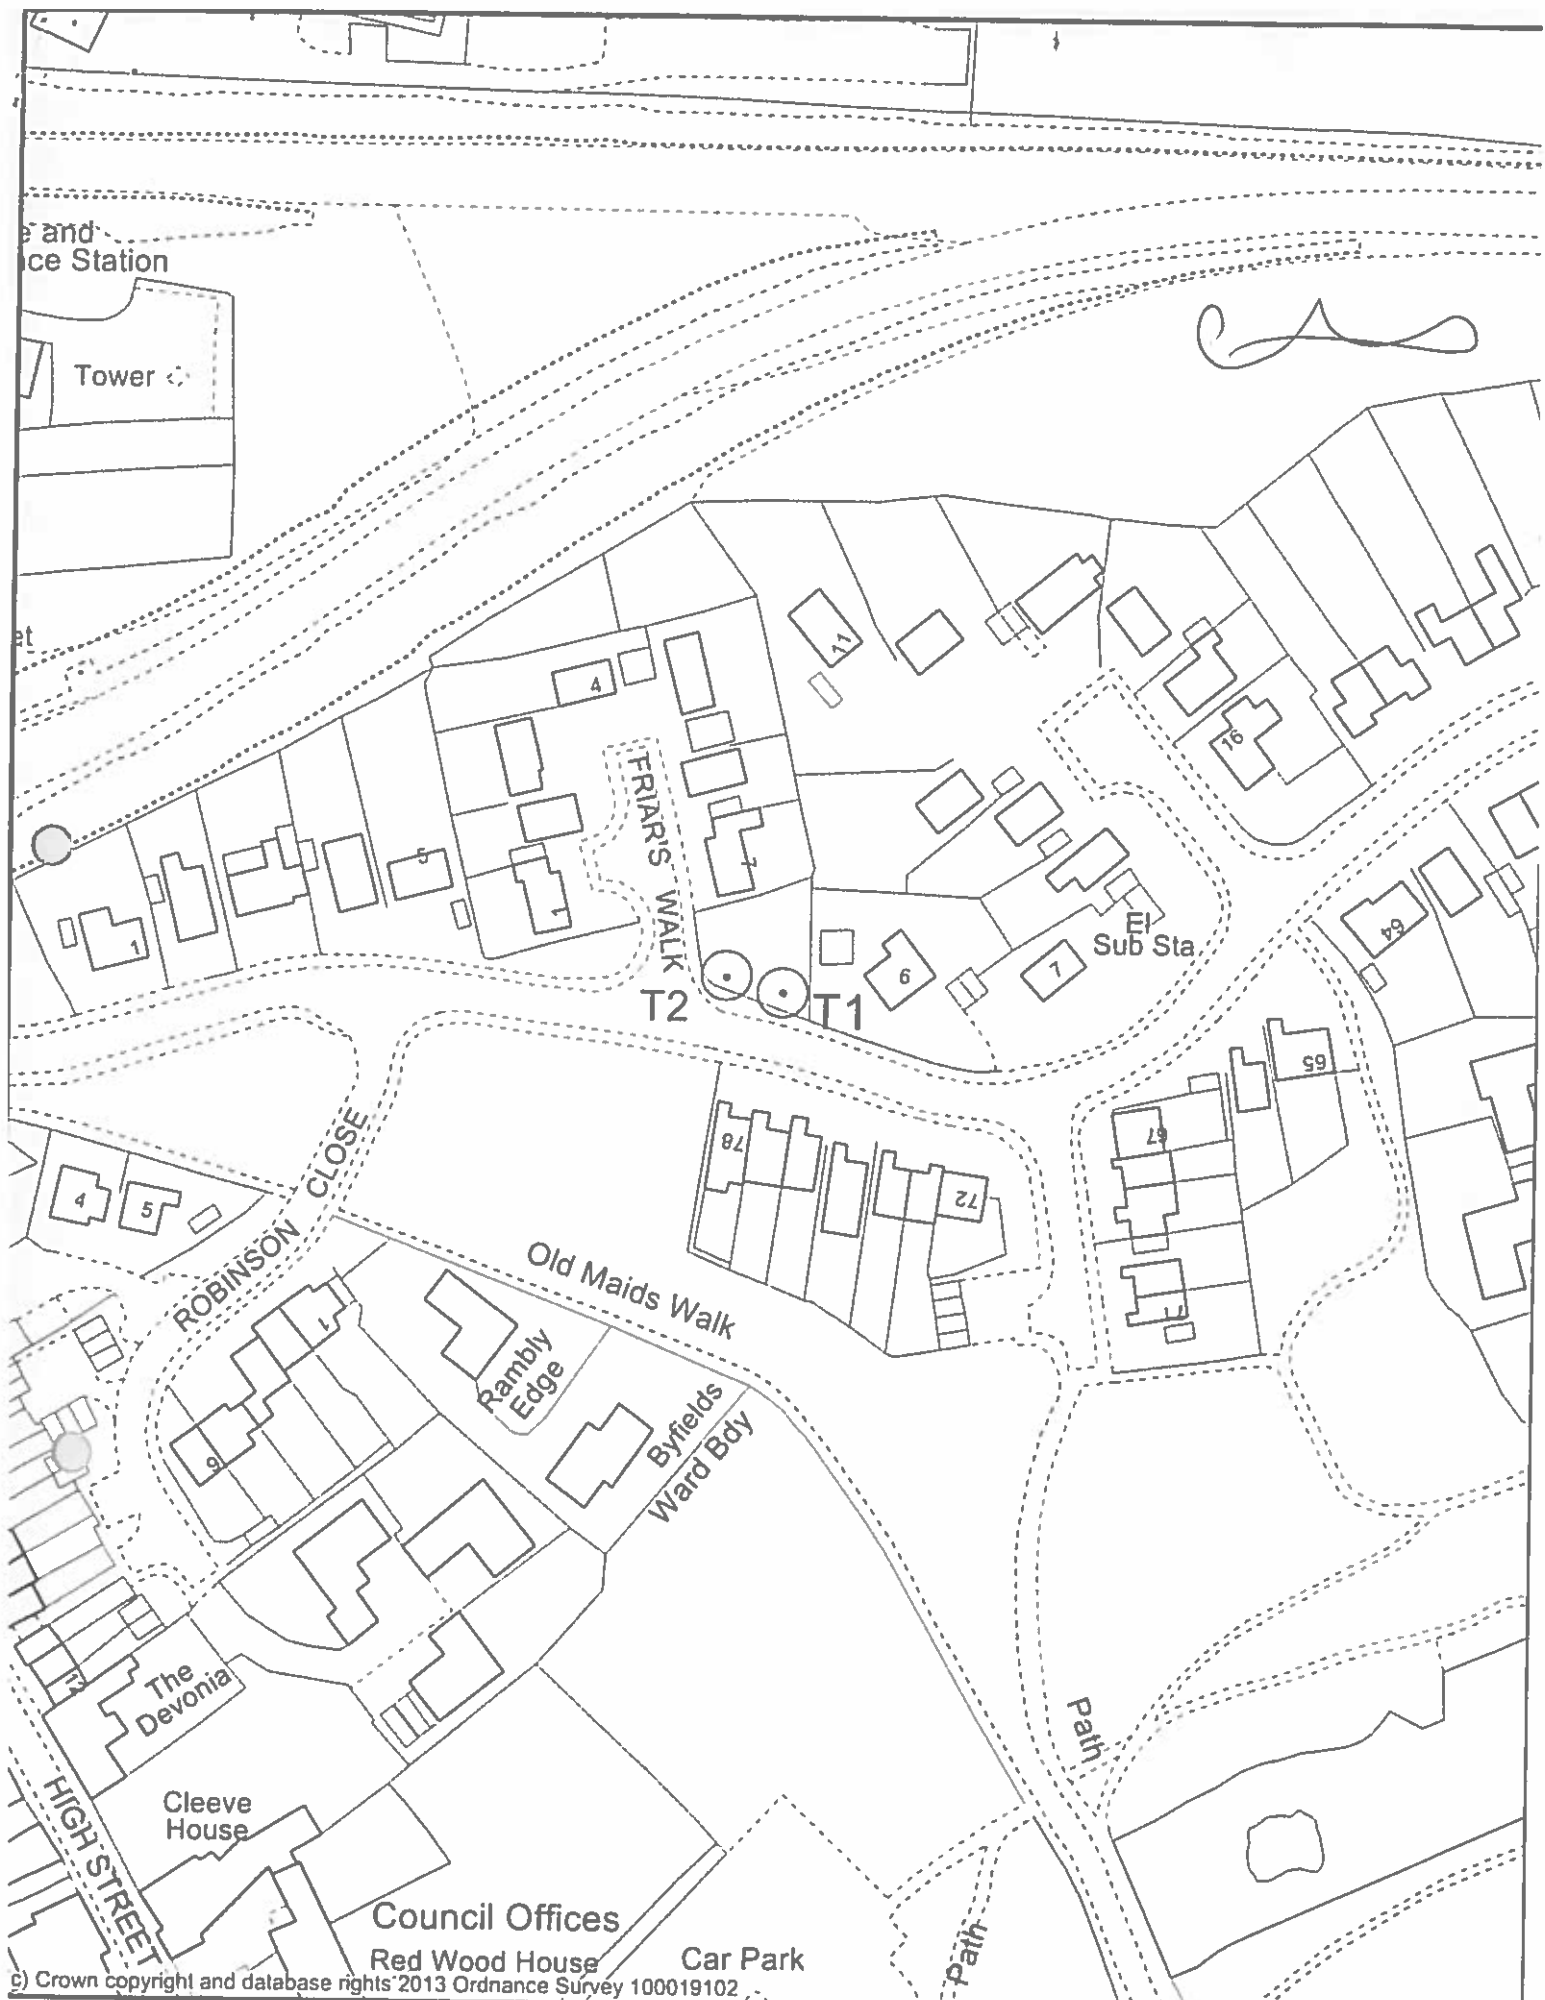 e and
ice Station
Tower
et
11
4
16
FRIAR'S WALK
5
7
1
1
El
Sub Sta
64
6
7
T2
T1
65
CLOSE
78
67
4
5
72
ROBINSON
Old Maids Walk
1
Rambly
Edge
Byfields
Ward Bdy
9
The
Devonia
12
Path
HIGH STREET
Cleeve
House
Council Offices
Red Wood House
Car Park
Path
c) Crown copyright and database rights 2013 Ordnance Survey 100019102